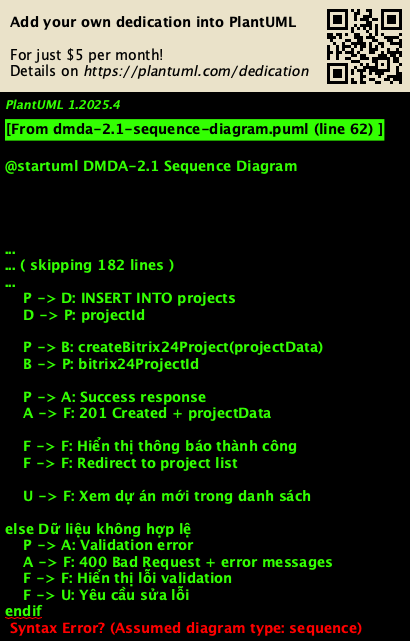 Add your own dedication into PlantUML
For just $5 per month!
Details on https://plantuml.com/dedication
PlantUML 1.2025.4
[From dmda-2.1-sequence-diagram.puml (line 62) ]
@startuml DMDA-2.1 Sequence Diagram
...
... ( skipping 182 lines )
...
P -> D: INSERT INTO projects
D -> P: projectId
P -> B: createBitrix24Project(projectData)
B -> P: bitrix24ProjectId
P -> A: Success response
A -> F: 201 Created + projectData
F -> F: Hiển thị thông báo thành công
F -> F: Redirect to project list
U -> F: Xem dự án mới trong danh sách
else Dữ liệu không hợp lệ
P -> A: Validation error
A -> F: 400 Bad Request + error messages
F -> F: Hiển thị lỗi validation
F -> U: Yêu cầu sửa lỗi
endif
Syntax Error? (Assumed diagram type: sequence)